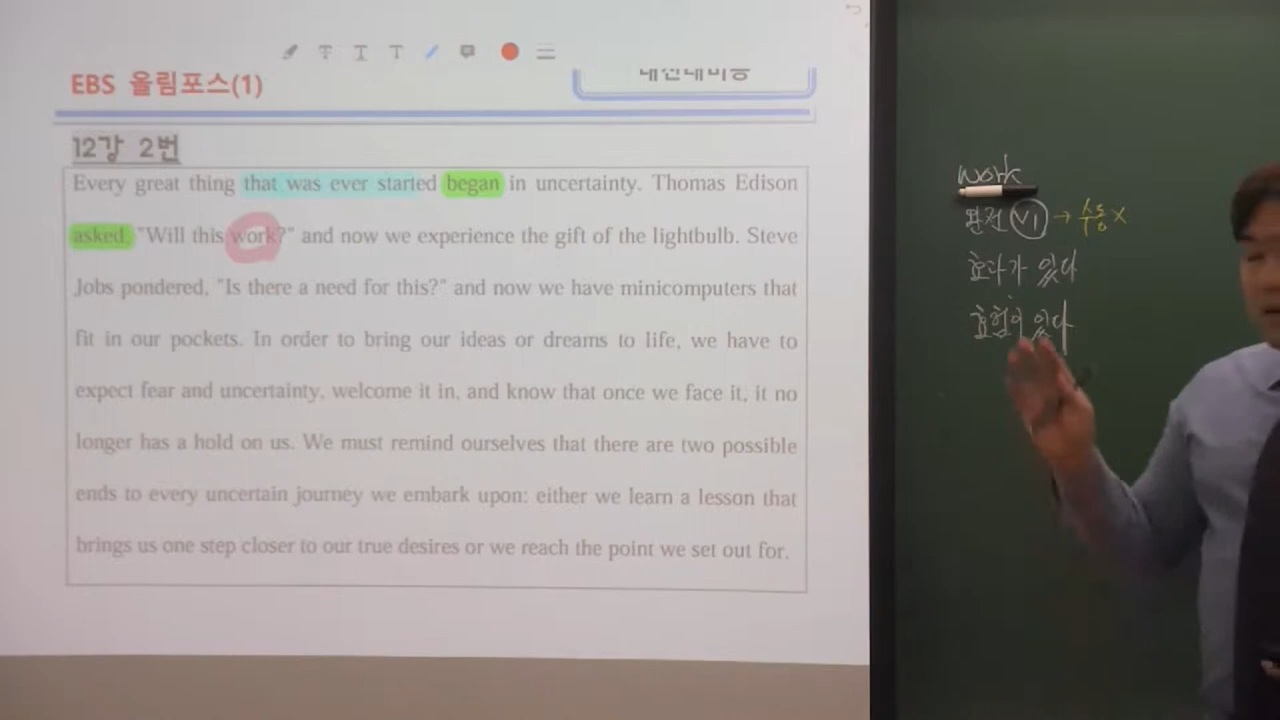 EBS 올림포스(1)
내신대비용
12강 2번
Every great thing that was ever started began in uncertainty. Thomas Edison
asked, "Will this work?" and now we experience the gift of the lightbulb. Steve
Jobs pondered, "Is there a need for this?" and now we have minicomputers that
fit in our pockets. In order to bring our ideas or dreams to life, we have to
expect fear and uncertainty, welcome it in, and know that once we face it, it no
longer has a hold on us. We must remind ourselves that there are two possible
ends to every uncertain journey we embark upon: either we learn a lesson that
brings us one step closer to our true desires or we reach the point we set out for.
work
완전 V1 → 수동 X
효과가 있다
효험이 있다